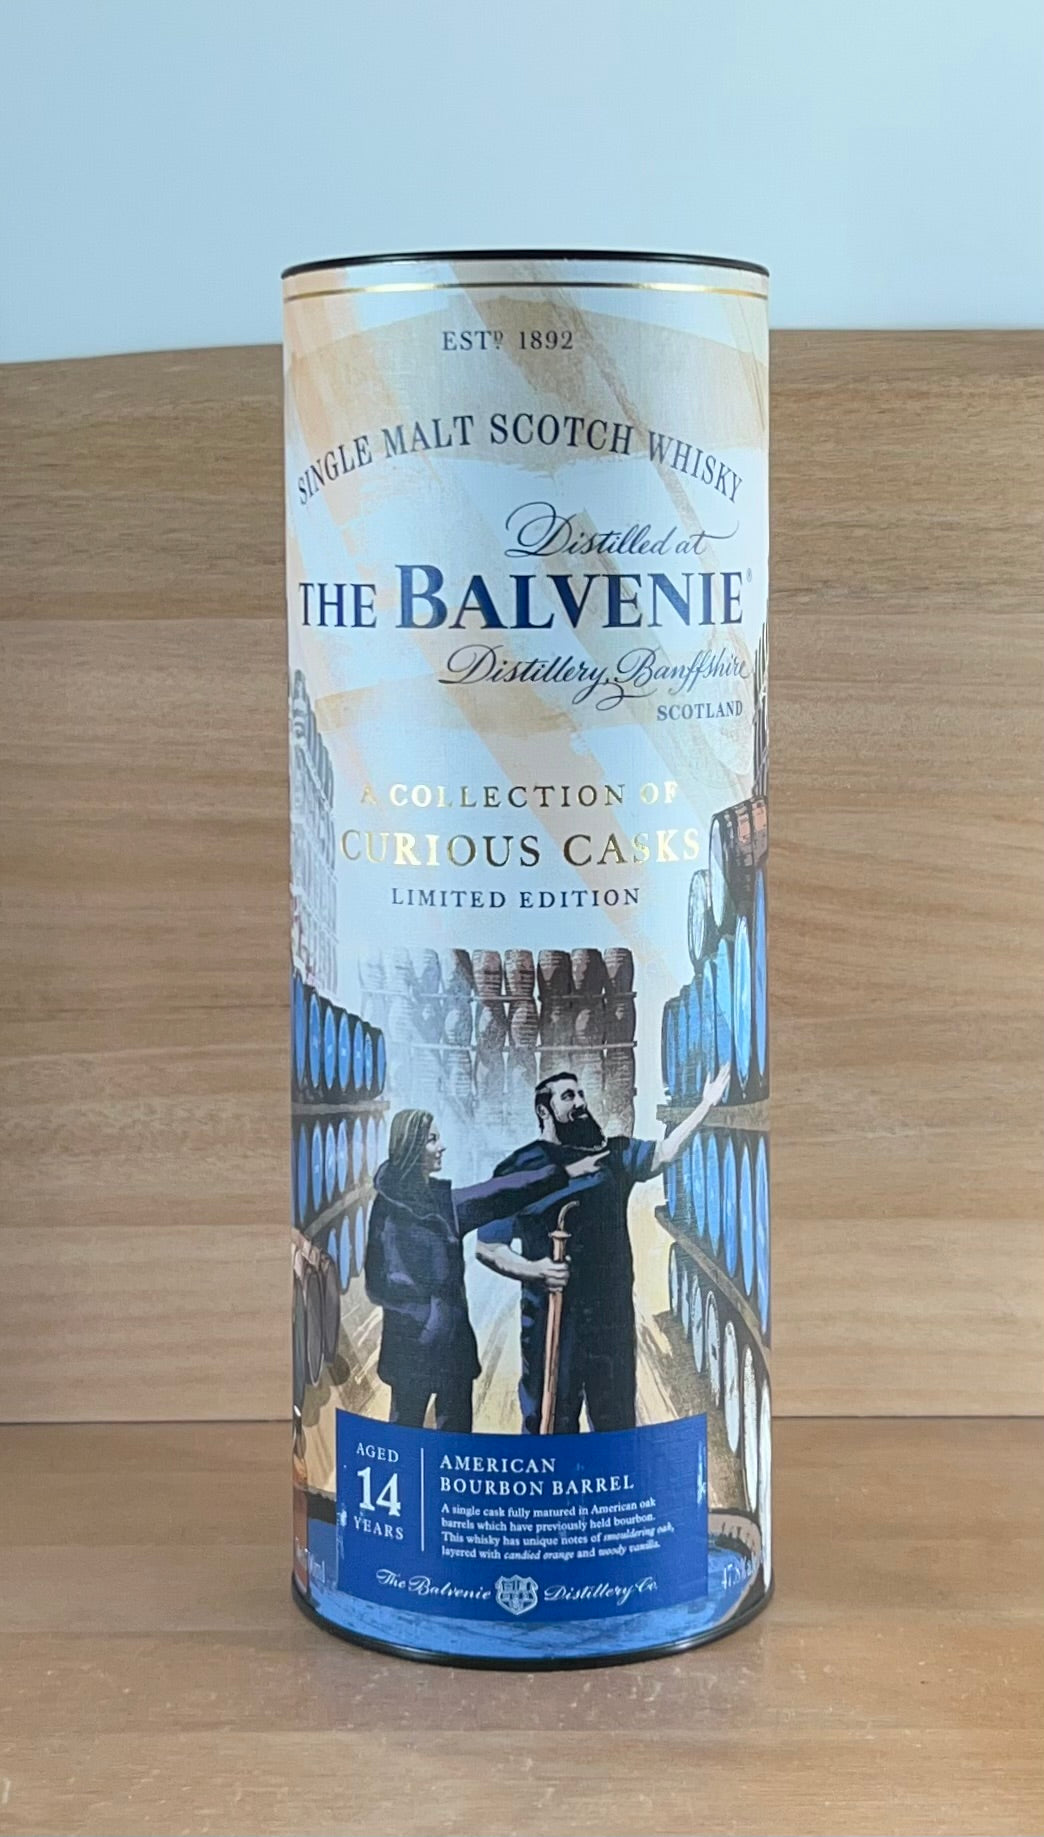 ESTD 1892
SINGLE MALT SCOTCH WHISKY
Distilled at
THE BALVENIE®
Distillery, Banffshire
SCOTLAND
A COLLECTION OF
CURIOUS CASKS
LIMITED EDITION
AGED
14
YEARS
AMERICAN
BOURBON BARREL
A single cask fully matured in American oak
barrels which have previously held bourbon.
This whisky has unique notes of smouldering oak,
layered with candied orange and woody vanilla.
The Balvenie Distillery Co.